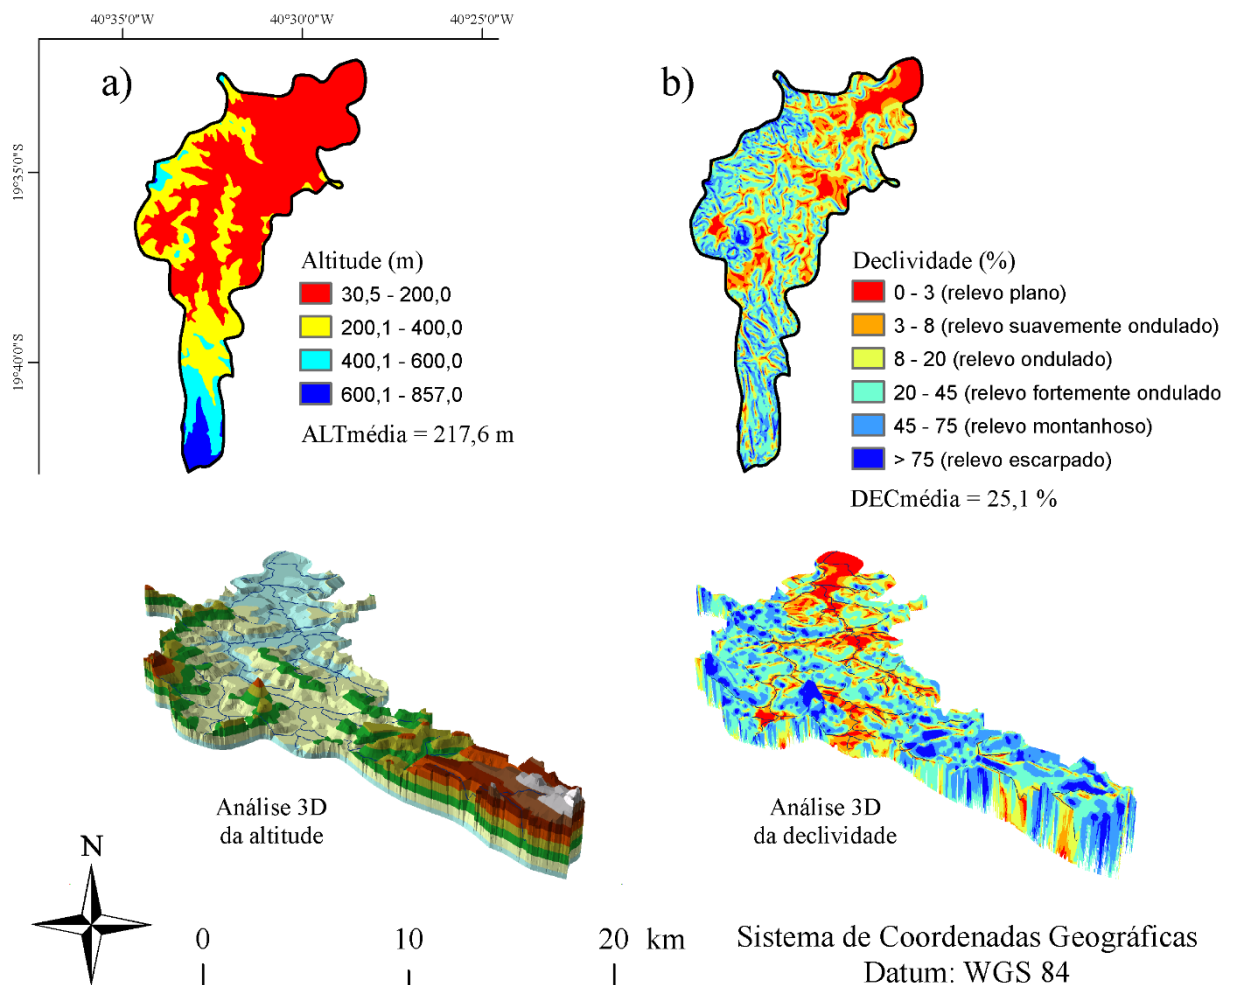 40°35'0"W
40°30'0"W
40°25'0"W
a)
b)
19°35'0"S
19°40'0"S
Altitude (m)
30,5 - 200,0
200,1 - 400,0
400,1 - 600,0
600,1 - 857,0
ALTmédia = 217,6 m
Declividade (%)
0 - 3 (relevo plano)
3 - 8 (relevo suavemente ondulado)
8 - 20 (relevo ondulado)
20 - 45 (relevo fortemente ondulado
45 - 75 (relevo montanhoso)
> 75 (relevo escarpado)
DECmédia = 25,1 %
Análise 3D
da altitude
Análise 3D
da declividade
N
0 10 20 km
Sistema de Coordenadas Geográficas
Datum: WGS 84